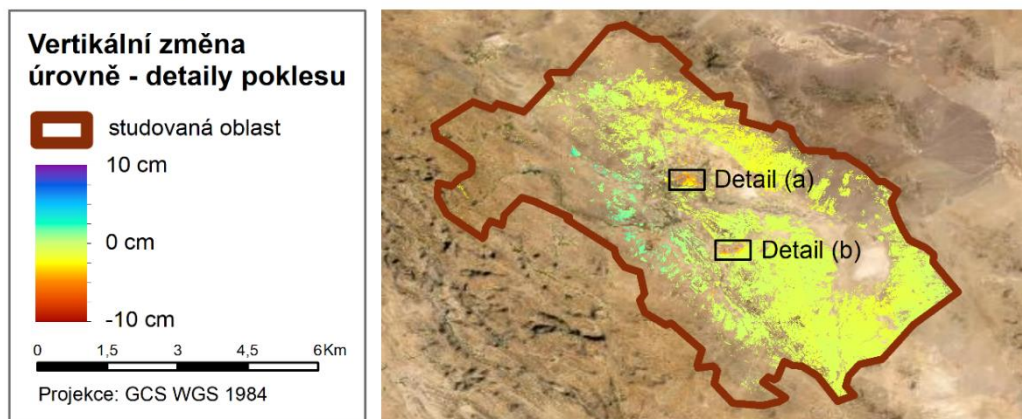 Vertikální změna
úrovně - detaily poklesu
studovaná oblast
10 cm
0 cm
-10 cm
0 1,5 3 4,5 6Km
Projekce: GCS WGS 1984
Detail (a)
Detail (b)